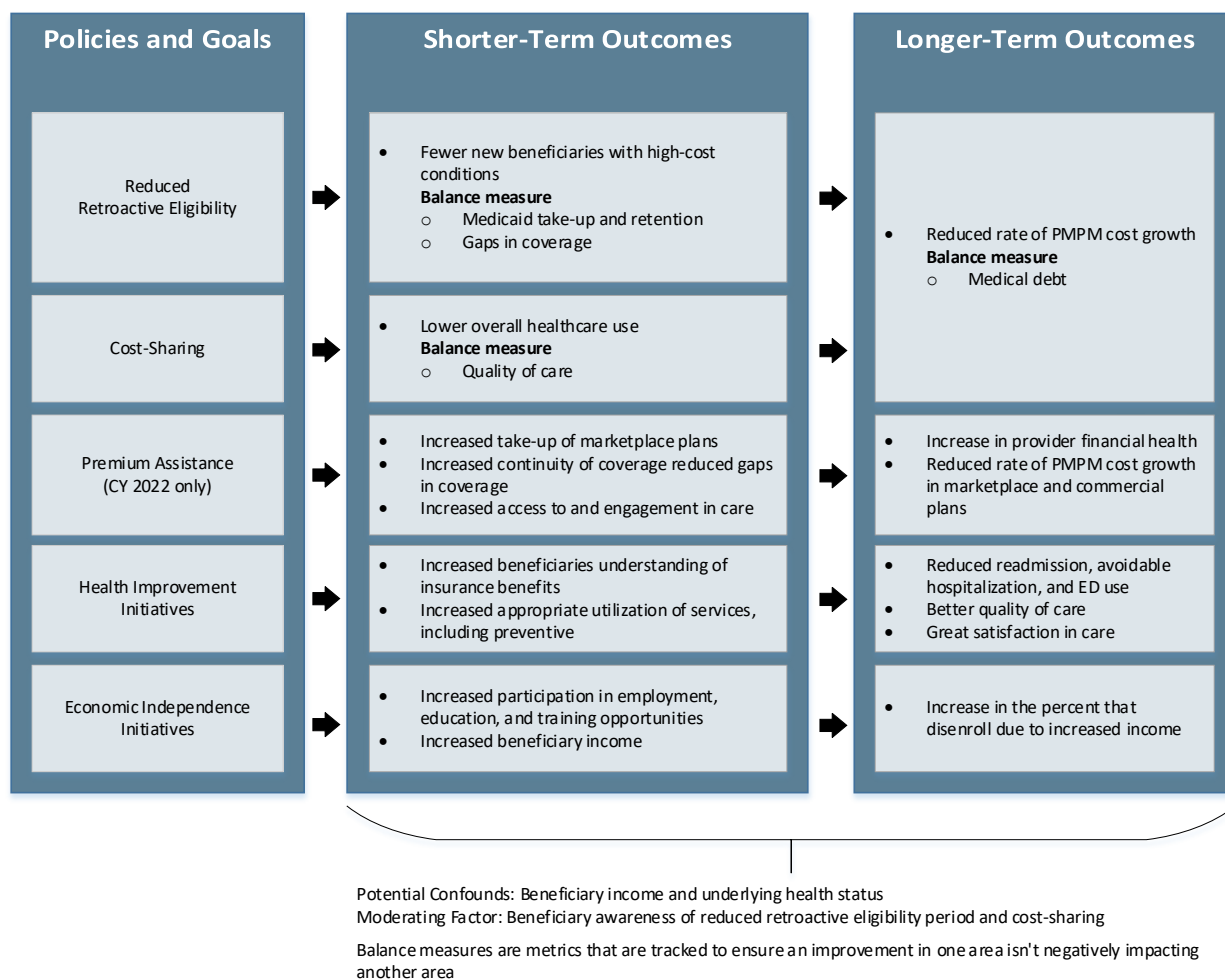 Policies and Goals
Shorter-Term Outcomes
Longer-Term Outcomes
Reduced
Retroactive Eligibility
• Fewer new beneficiaries with high-cost
conditions
Balance measure
o Medicaid take-up and retention
o Gaps in coverage
• Reduced rate of PMPM cost growth
Balance measure
o Medical debt
Cost-Sharing
• Lower overall healthcare use
Balance measure
o Quality of care
Premium Assistance
(CY 2022 only)
• Increased take-up of marketplace plans
• Increased continuity of coverage reduced gaps
in coverage
• Increased access to and engagement in care
• Increase in provider financial health
• Reduced rate of PMPM cost growth
in marketplace and commercial
plans
Health Improvement
Initiatives
• Increased beneficiaries understanding of
insurance benefits
• Increased appropriate utilization of services,
including preventive
• Reduced readmission, avoidable
hospitalization, and ED use
• Better quality of care
• Great satisfaction in care
Economic Independence
Initiatives
• Increased participation in employment,
education, and training opportunities
• Increased beneficiary income
• Increase in the percent that
disenroll due to increased income
Potential Confounds: Beneficiary income and underlying health status
Moderating Factor: Beneficiary awareness of reduced retroactive eligibility period and cost-sharing
Balance measures are metrics that are tracked to ensure an improvement in one area isn't negatively impacting
another area